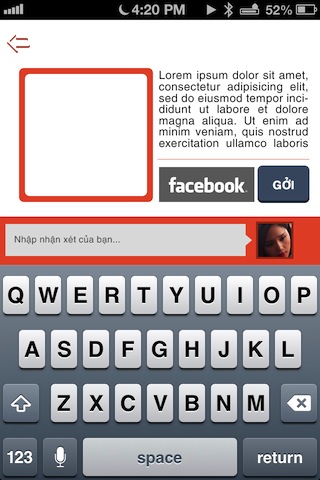 4:20 PM 52%
Lorem ipsum dolor sit amet,
consectetur adipisicing elit,
sed do eiusmod tempor inci-
didunt ut labore et dolore
magna aliqua. Ut enim ad
minim veniam, quis nostrud
exercitation ullamco laboris
facebook. GỞI
Nhập nhận xét của bạn...
Q W E R T Y U I O P
A S D F G H J K L
Z X C V B N M
123 space return